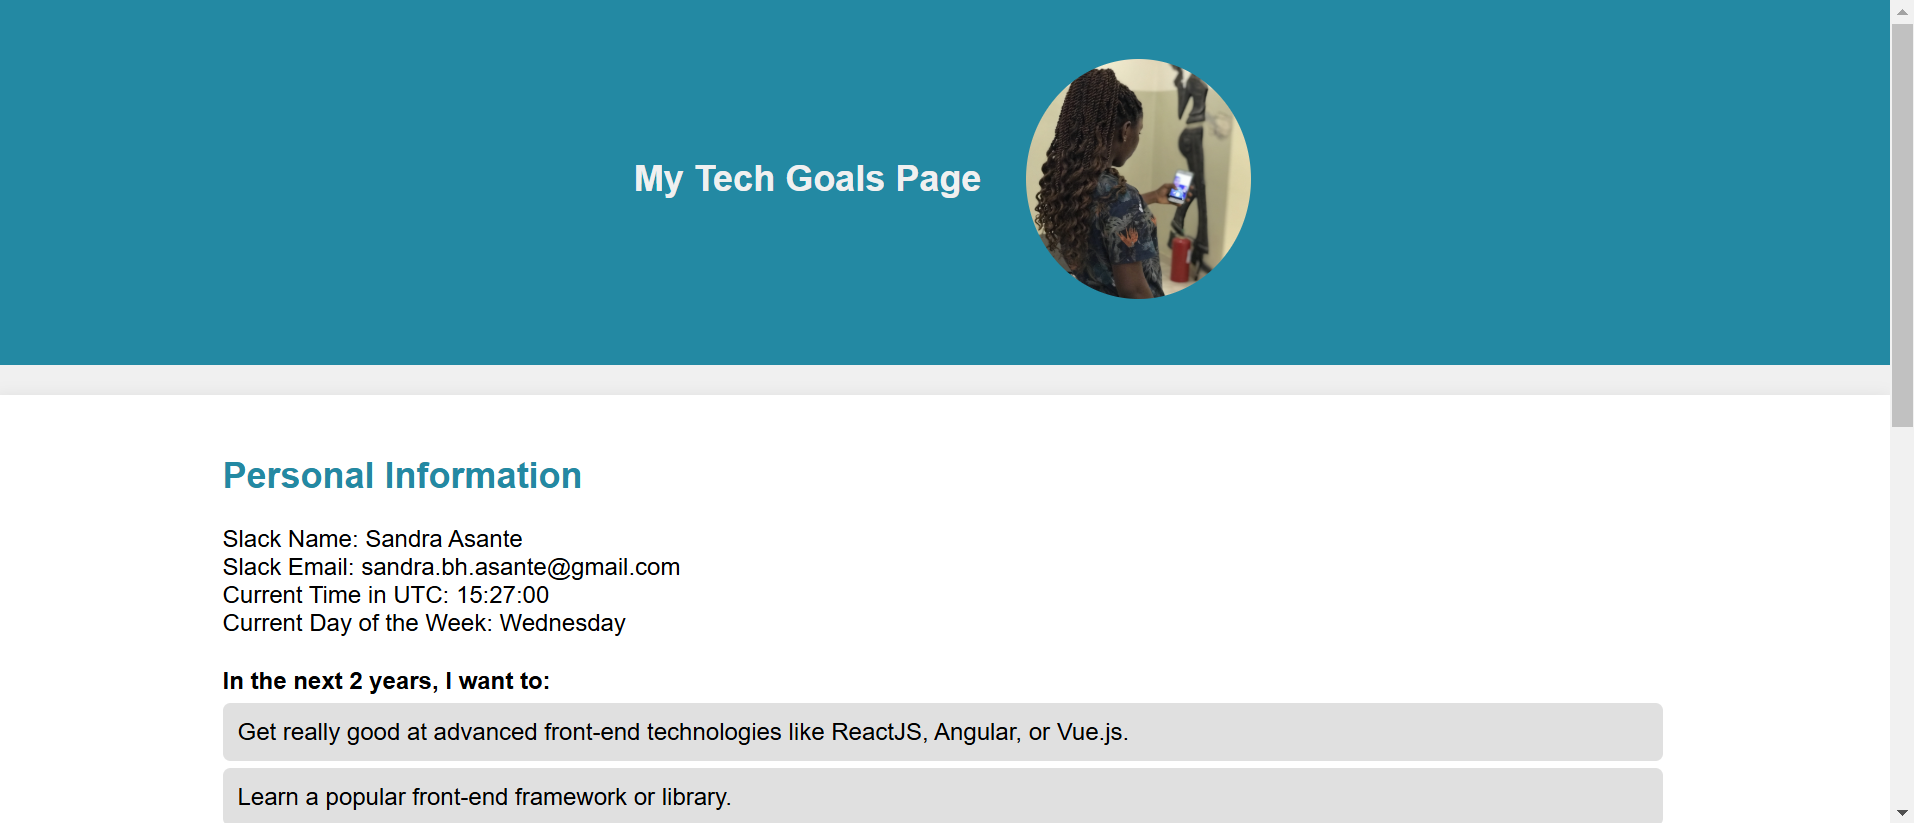 My Tech Goals Page
Personal Information
Slack Name: Sandra Asante
Slack Email: sandra.bh.asante@gmail.com
Current Time in UTC: 15:27:00
Current Day of the Week: Wednesday
In the next 2 years, I want to:
Get really good at advanced front-end technologies like ReactJS, Angular, or Vue.js.
Learn a popular front-end framework or library.